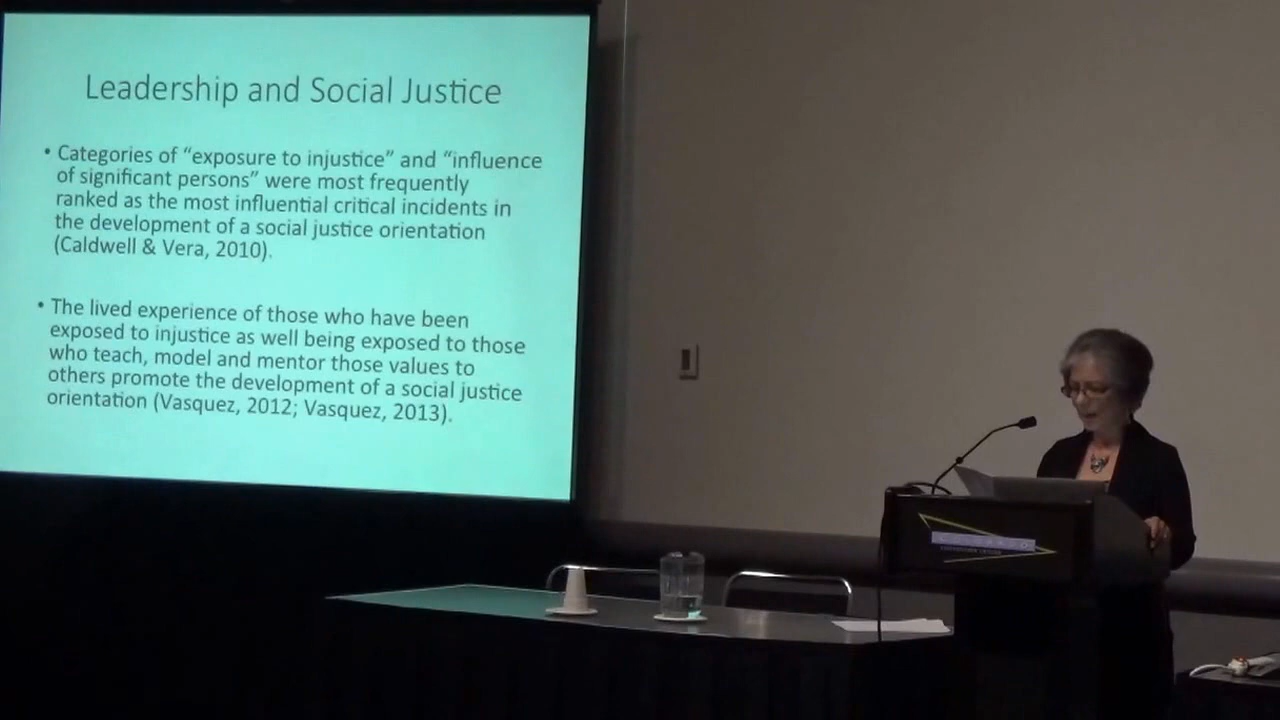 Leadership and Social Justice
• Categories of “exposure to injustice” and “influence
of significant persons” were most frequently
ranked as the most influential critical incidents in
the development of a social justice orientation
(Caldwell & Vera, 2010).
• The lived experience of those who have been
exposed to injustice as well being exposed to those
who teach, model and mentor those values to
others promote the development of a social justice
orientation (Vasquez, 2012; Vasquez, 2013).